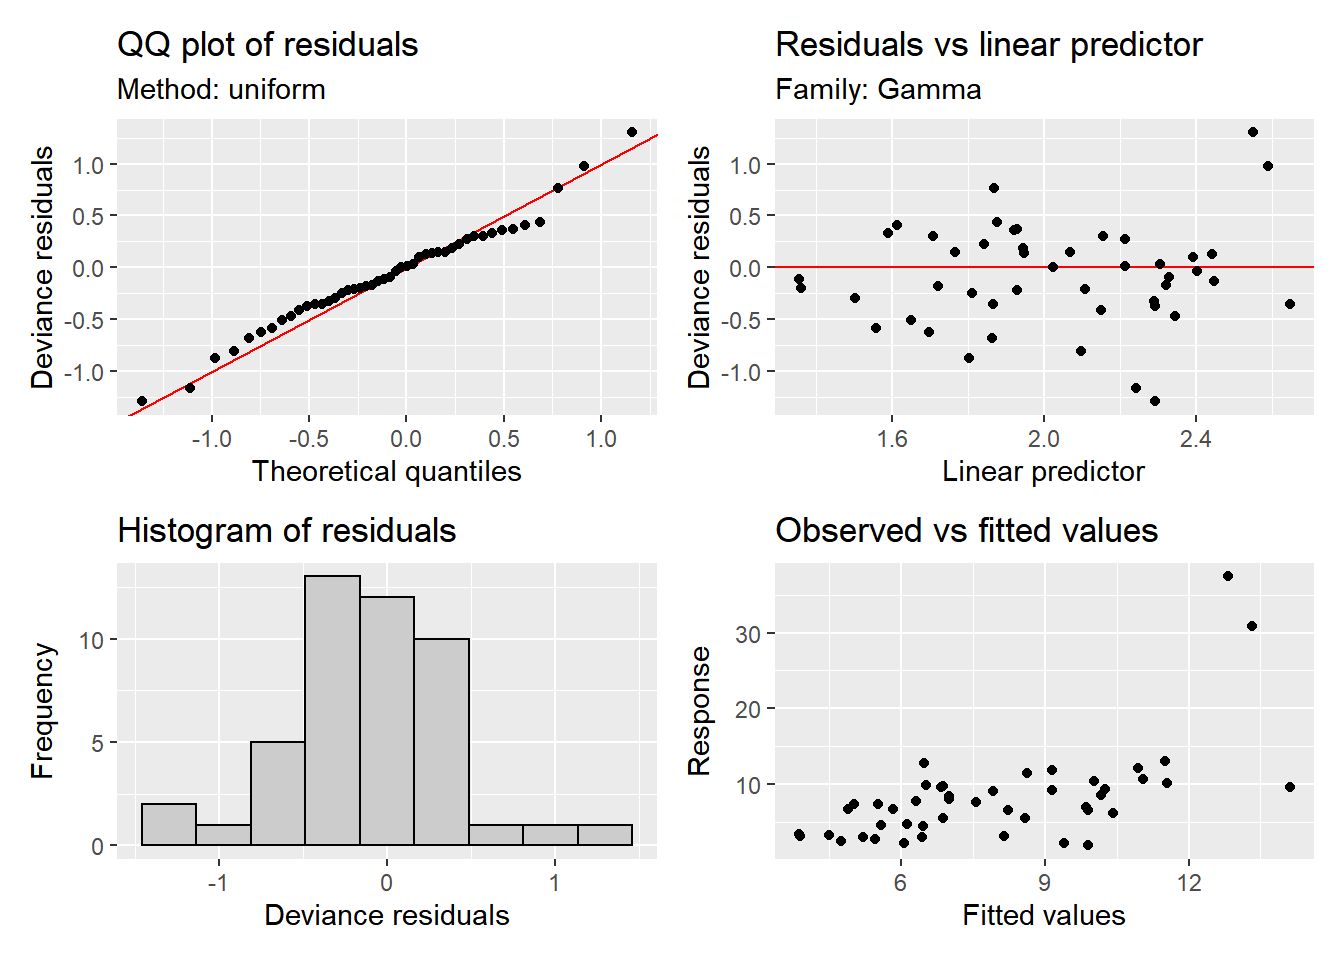 QQ plot of residuals
Method: uniform
Deviance residuals
1.0
0.5
0.0
-0.5
-1.0
-1.0 -0.5 0.0 0.5 1.0
Theoretical quantiles
Residuals vs linear predictor
Family: Gamma
Deviance residuals
1.0
0.5
0.0
-0.5
-1.0
1.6 2.0 2.4
Linear predictor
Histogram of residuals
Frequency
10
5
0
-1 0 1
Deviance residuals
Observed vs fitted values
Response
30
20
10
6 9 12
Fitted values